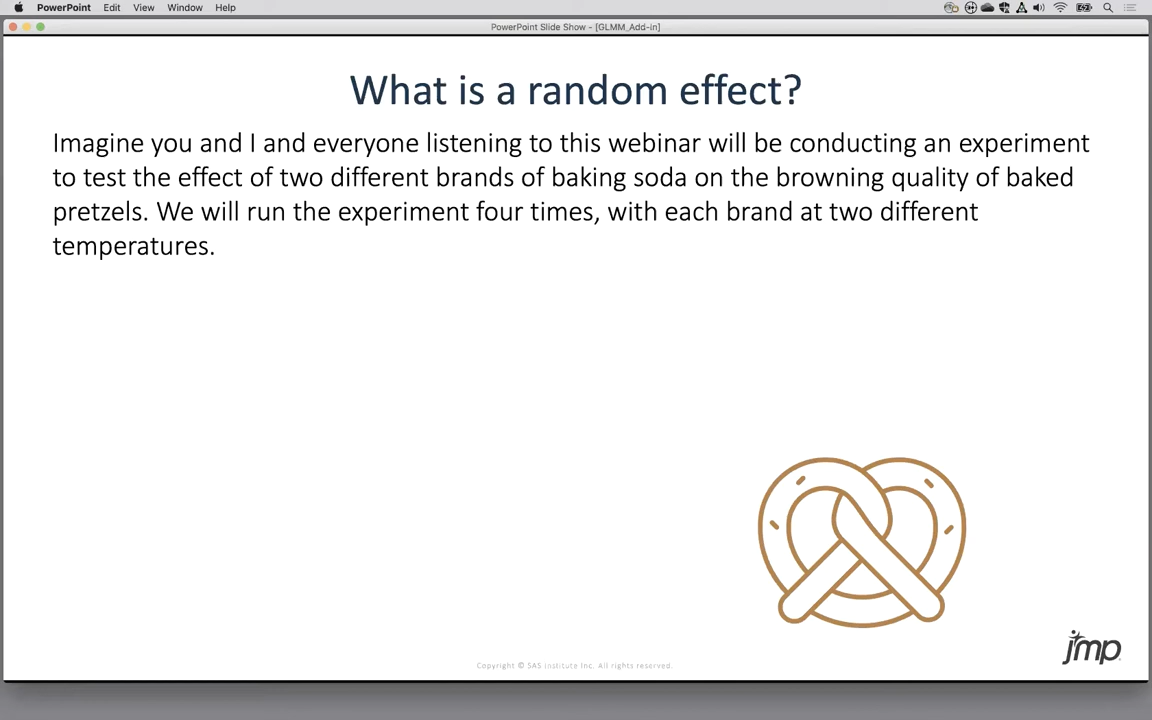 PowerPoint Edit View Window Help
PowerPoint Slide Show - [GLMM_Add-in]
What is a random effect?
Imagine you and I and everyone listening to this webinar will be conducting an experiment
to test the effect of two different brands of baking soda on the browning quality of baked
pretzels. We will run the experiment four times, with each brand at two different
temperatures.
jmp
Copyright © SAS Institute Inc. All rights reserved.